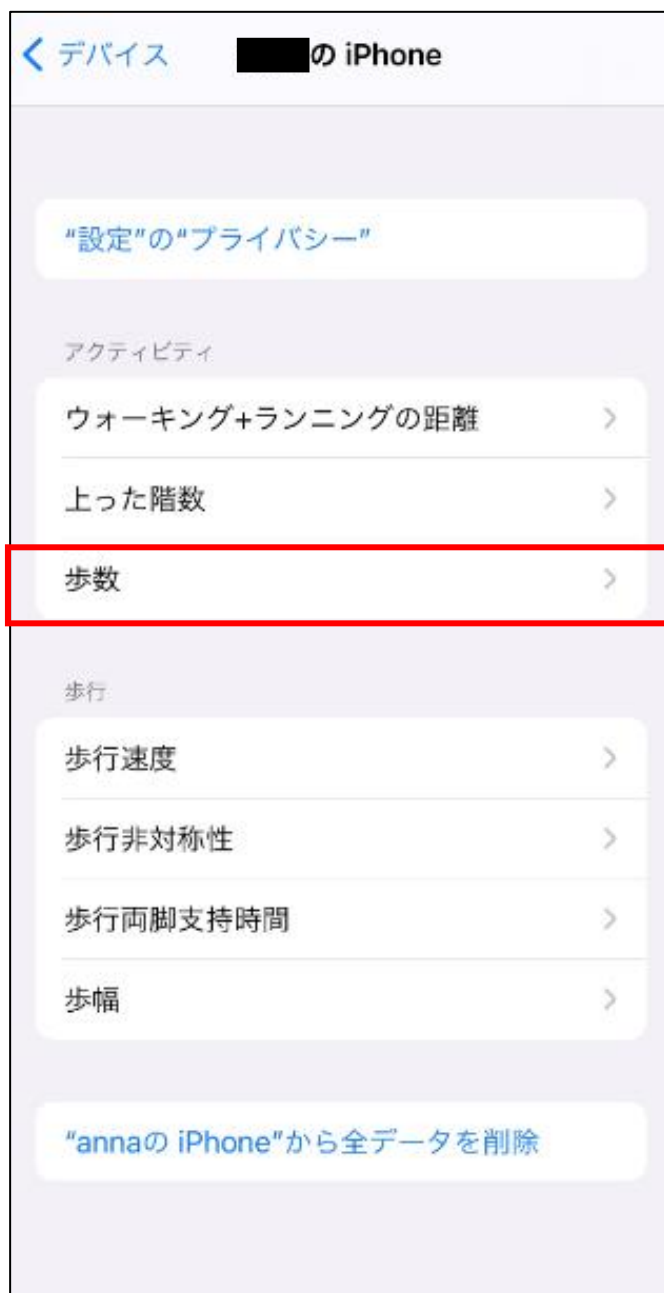 デバイス の iPhone
“設定”の“プライバシー”
アクティビティ
ウォーキング+ランニングの距離
上った階数
歩数
歩行
歩行速度
歩行非対称性
歩行両脚支持時間
歩幅
“annaの iPhone”から全データを削除